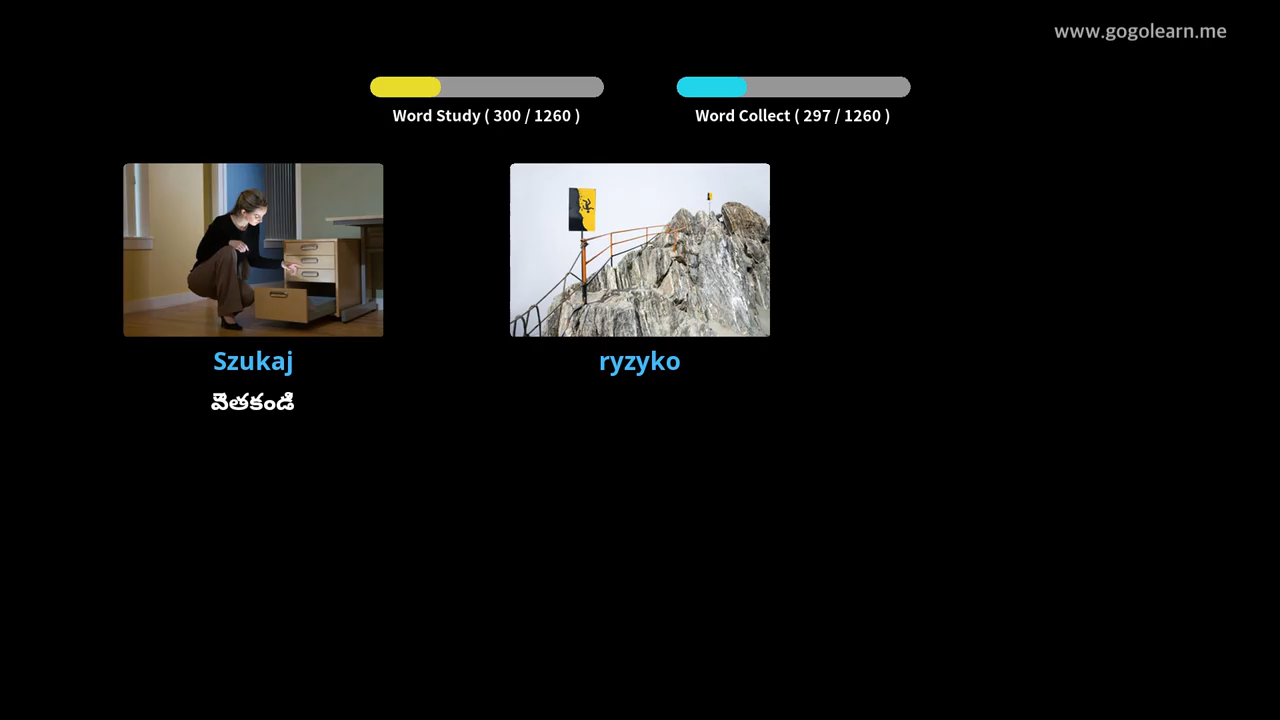 www.gogolearn.me
Word Study ( 300 / 1260 )
Word Collect ( 297 / 1260 )
Szukaj
ryzyko
వెతకండి